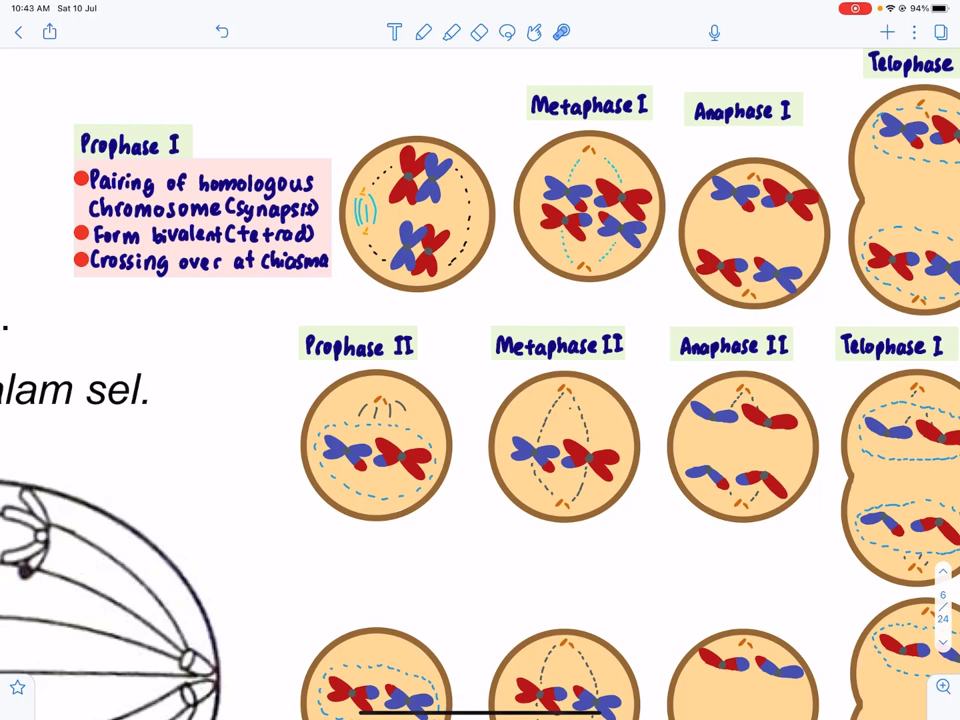 10:43 AM Sat 10 Jul
94%
Telophase
Metaphase I
Anaphase I
Prophase I
Pairing of homologous
Chromosome (synapsis)
Form bivalent (tetrad)
Crossing over at Chiasma
Prophase II
Metaphase II
Anaphase II
Telophase I
alam sel.
6
/
24